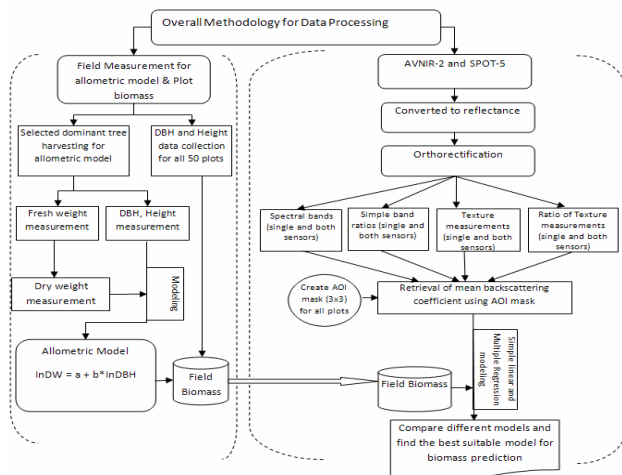 Overall Methodology for Data Processing
Field Measurement for
allometric model & Plot
biomass
AVNIR-2 and SPOT-5
Converted to reflectance
Orthorectification
Selected dominant tree
harvesting for
allometric model
DBH and Height
data collection
for all 50 plots
Fresh weight
measurement
DBH, Height
measurement
Spectral bands
(single and both
sensors)
Simple band
ratios (single and
both sensors)
Texture
measurements
(single and both
sensors)
Ratio of Texture
measurements
(single and both
sensors)
Dry weight
measurement
Modeling
Create AOI
mask (3x3)
for all plots
Retrieval of mean backscattering
coefficient using AOI mask
Allometric Model
lnDW = a + b*lnDBH
Field
Biomass
Field Biomass
Simple linear and
Multiple Regression
modeling
Compare different models and
find the best suitable model for
biomass prediction